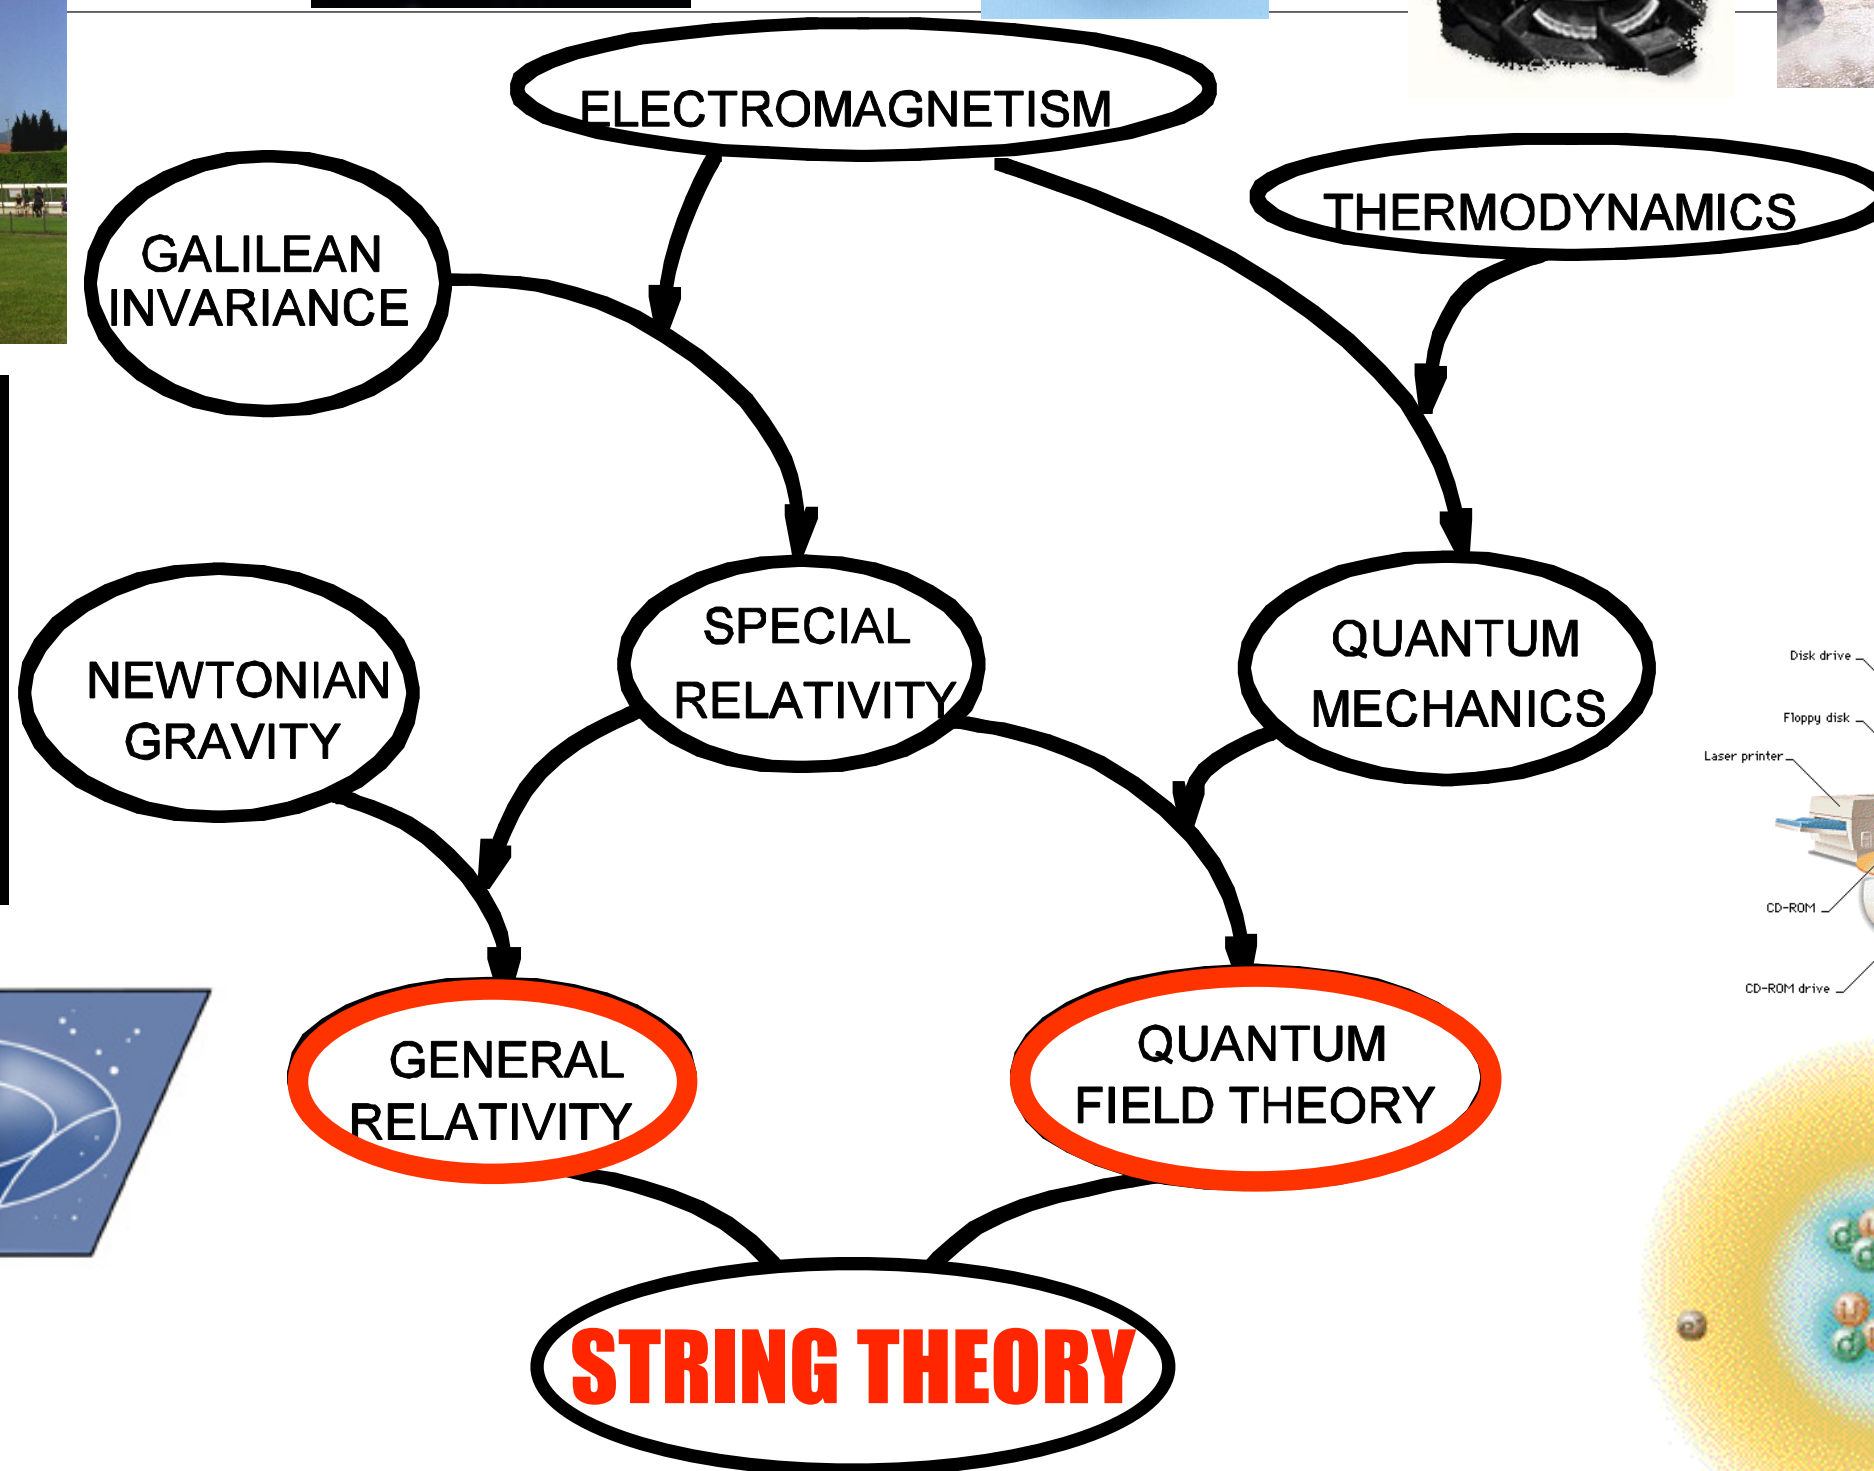 ELECTROMAGNETISM
THERMODYNAMICS
GALILEAN
INVARIANCE
SPECIAL
RELATIVITY
QUANTUM
MECHANICS
NEWTONIAN
GRAVITY
Disk drive
Floppy disk
Laser printer
CD-ROM
CD-ROM drive
GENERAL
RELATIVITY
QUANTUM
FIELD THEORY
STRING THEORY